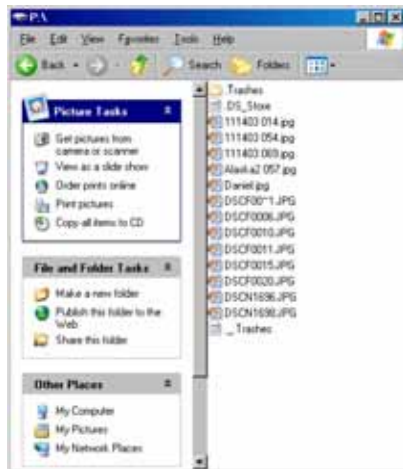 P:\
File Edit View Favorites Tools Help
Back Search Folders
Picture Tasks
Get pictures from
camera or scanner
View as a slide show
Order prints online
Print pictures
Copy all items to CD
File and Folder Tasks
Make a new folder
Publish this folder to the
Web
Share this folder
Other Places
My Computer
My Pictures
My Network Places
.Trashes
.DS_Store
111403 014.jpg
111403 054.jpg
111403 069.jpg
Alaska2 057.jpg
Daniel.jpg
DSCF00~1.JPG
DSCF0006.JPG
DSCF0010.JPG
DSCF0011.JPG
DSCF0015.JPG
DSCF0020.JPG
DSCN1696.JPG
DSCN1698.JPG
._.Trashes